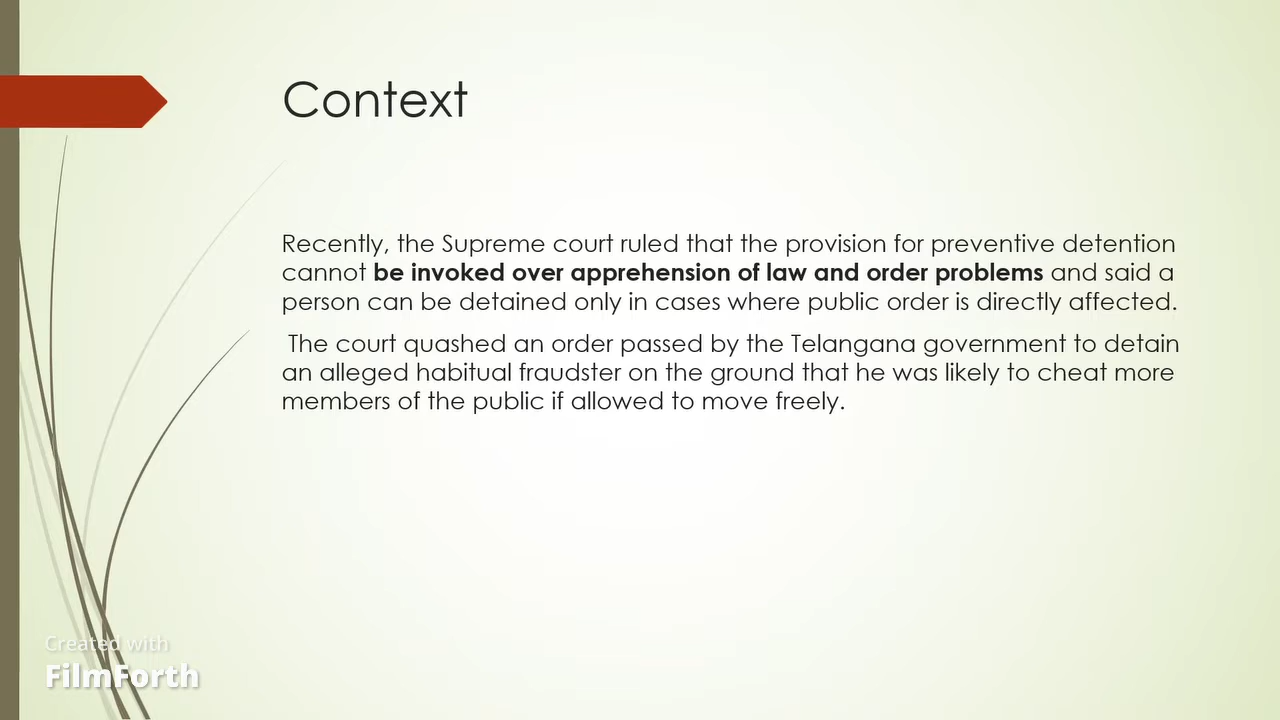 Context
Recently, the Supreme court ruled that the provision for preventive detention
cannot be invoked over apprehension of law and order problems and said a
person can be detained only in cases where public order is directly affected.
The court quashed an order passed by the Telangana government to detain
an alleged habitual fraudster on the ground that he was likely to cheat more
members of the public if allowed to move freely.
Created with
FilmForth